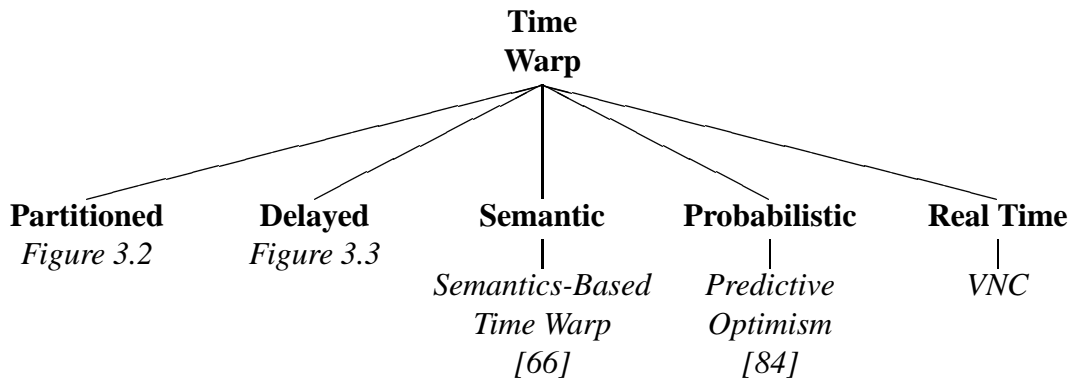 Time
Warp
Partitioned Delayed Semantic Probabilistic Real Time
Figure 3.2 Figure 3.3
Semantics-Based Predictive VNC
Time Warp Optimism
[66] [84]